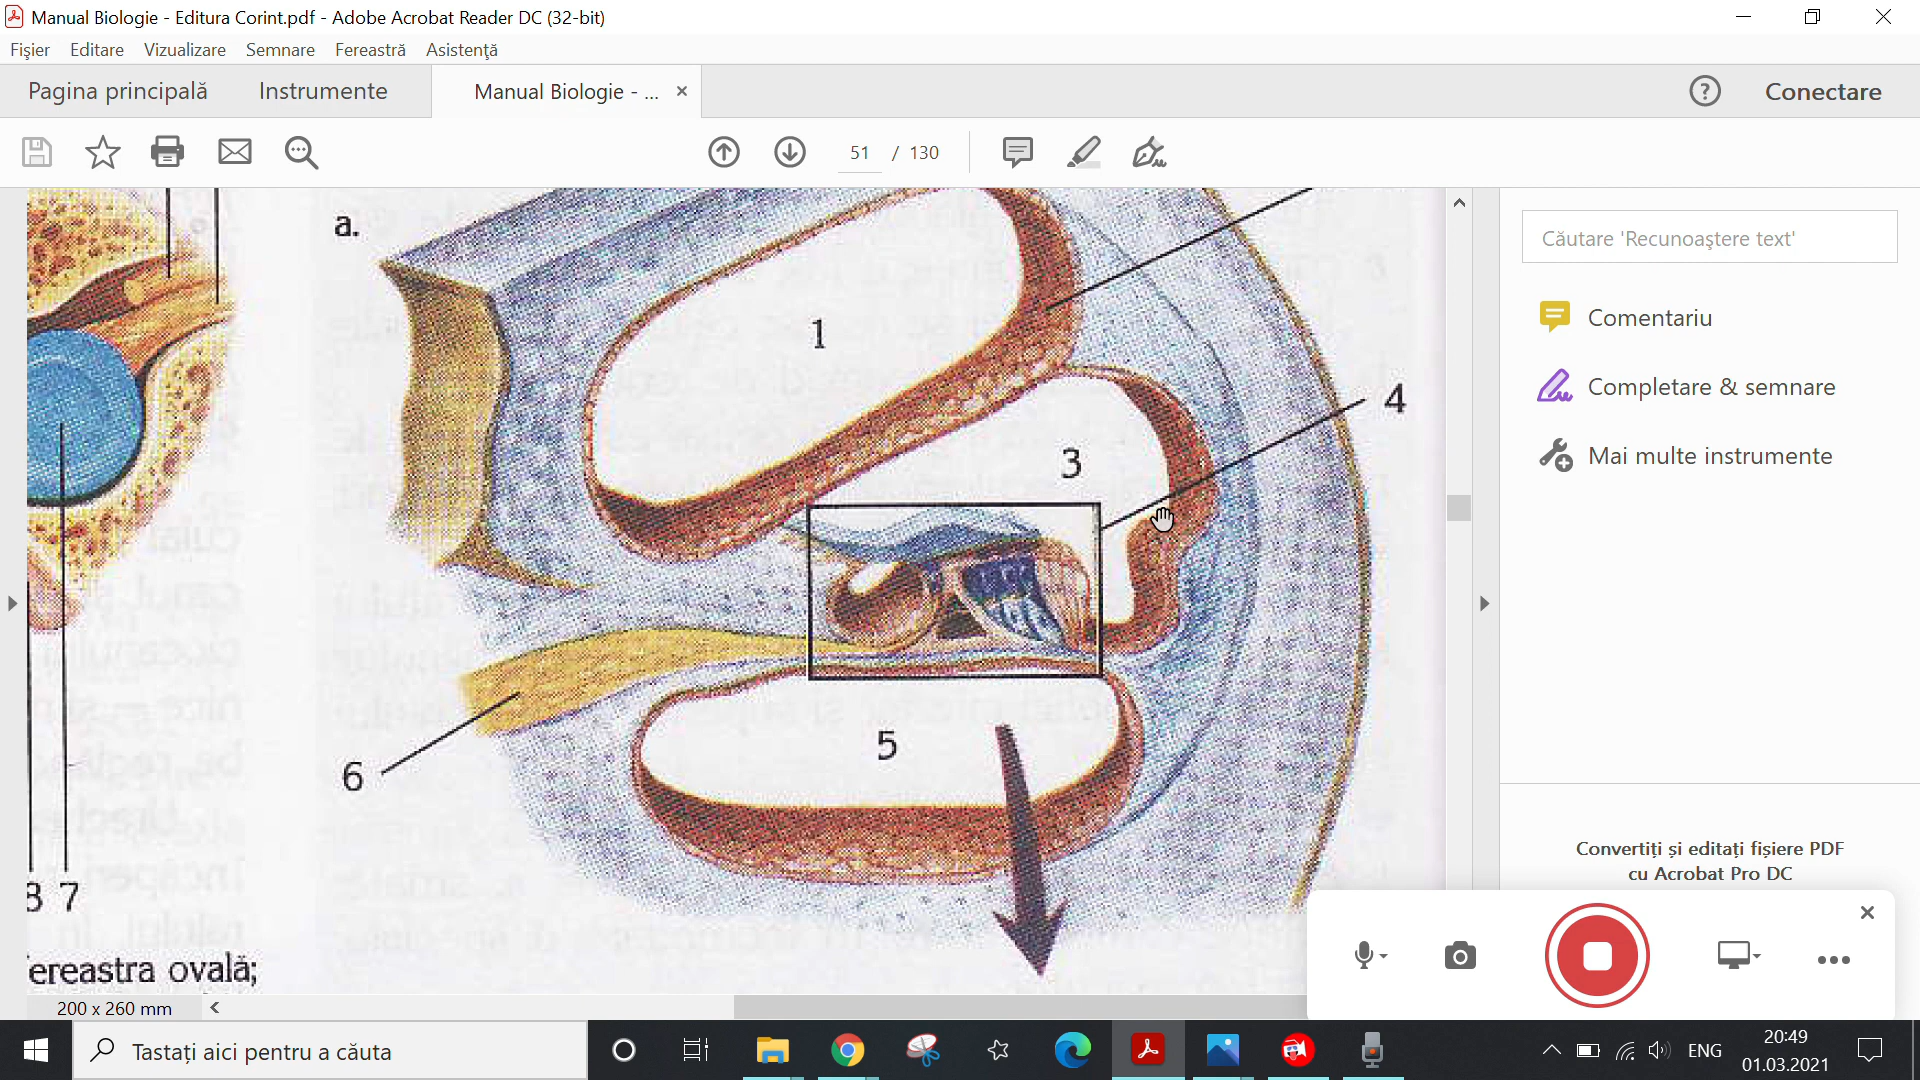 Manual Biologie - Editura Corint.pdf - Adobe Acrobat Reader DC (32-bit)
Fișier Editare Vizualizare Semnare Fereastră Asistență
Pagina principală Instrumente Manual Biologie - ... Conectare
51 / 130
a.
1
4
3
5
6
8 7
ereastra ovală;
200 x 260 mm
Căutare 'Recunoaştere text'
Comentariu
Completare & semnare
Mai multe instrumente
Convertiți și editați fișiere PDF
cu Acrobat Pro DC
Tastați aici pentru a căuta
ENG
20:49
01.03.2021